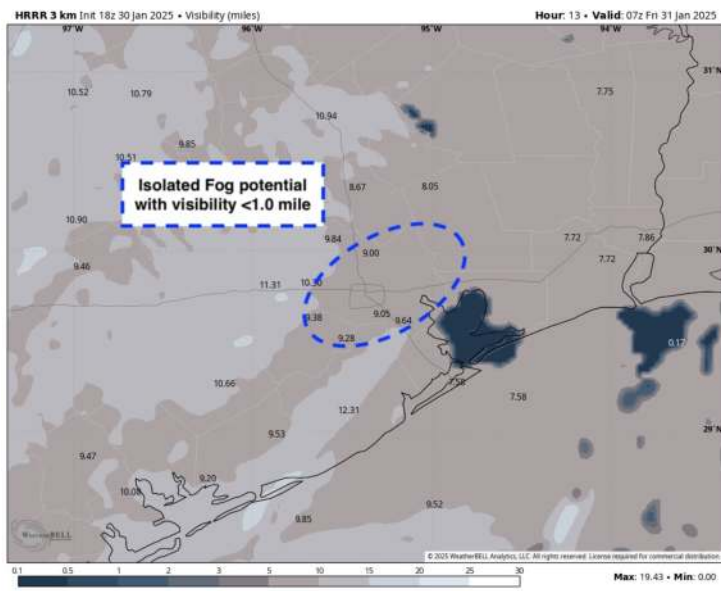 HRRR 3 km Init 18z 30 Jan 2025 • Visibility (miles)
Hour: 13 • Valid: 07z Fri 31 Jan 2025
97°W 96°W 95°W 94°W
31°N
10.52 10.79 7.75
10.94
9.85
10.51
Isolated Fog potential
with visibility <1.0 mile
8.67 8.05
10.90
9.84 7.72 7.86
9.00 30°N
9.46 7.72
11.31 10.30
9.38 9.05 9.64
9.28 0.17
10.66 7.58 7.58
12.31
9.53 29°N
9.47
9.20
10.08
9.52
9.85
WeatherBELL
© 2025 WeatherBELL Analytics, LLC. All rights reserved. License required for commercial distribution.
0.1 0.5 1 2 3 5 10 15 20 25 30
Max: 19.43 • Min: 0.00